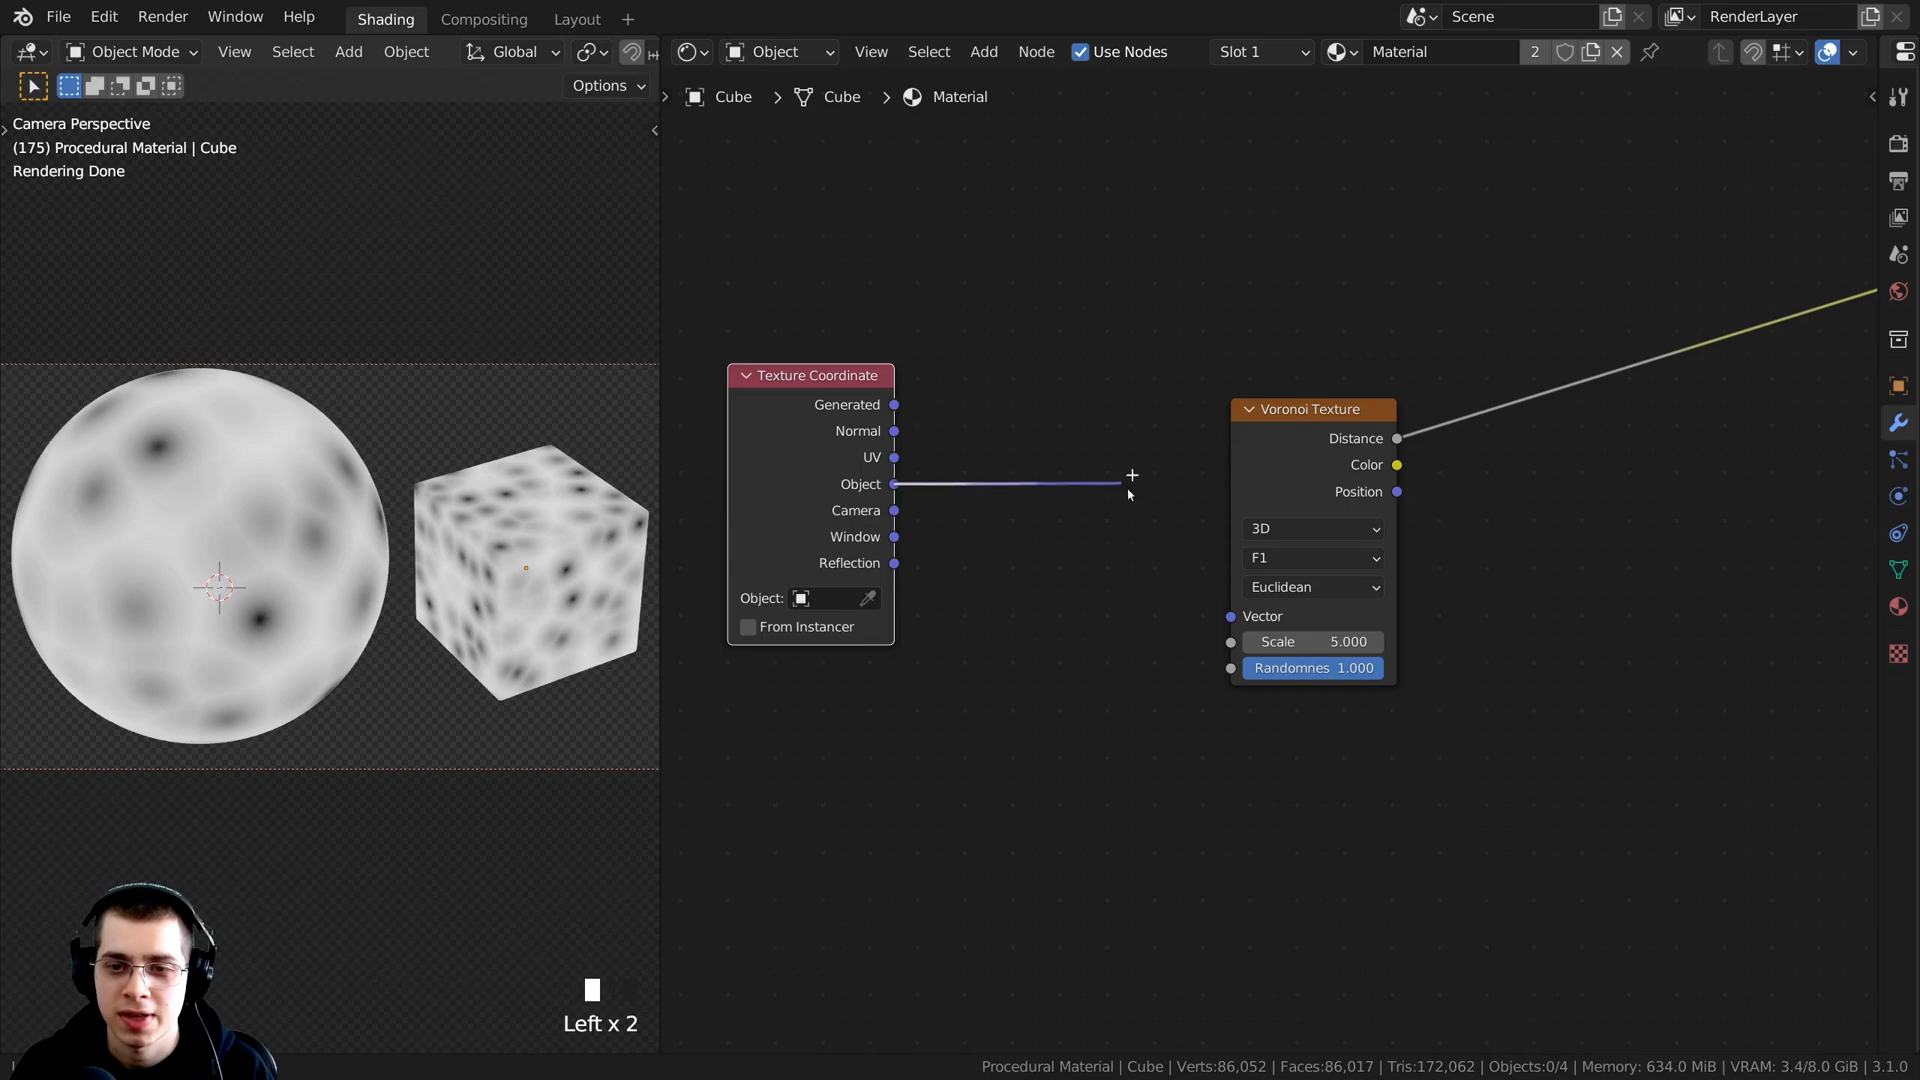 File Edit Render Window Help Shading Compositing Layout + Scene RenderLayer
Object Mode View Select Add Object Global Object View Select Add Node Use Nodes Slot 1 Material 2
Options
Cube > Cube > Material
Camera Perspective
(175) Procedural Material | Cube
Rendering Done
Texture Coordinate
Generated
Normal
UV
Object
Camera
Window
Reflection
Object:
From Instancer
Voronoi Texture
Distance
Color
Position
3D
F1
Euclidean
Vector
Scale 5.000
Randomnes 1.000
Left x 2
Procedural Material | Cube | Verts:86,052 | Faces:86,017 | Tris:172,062 | Objects:0/4 | Memory: 634.0 MiB | VRAM: 3.4/8.0 GiB | 3.1.0